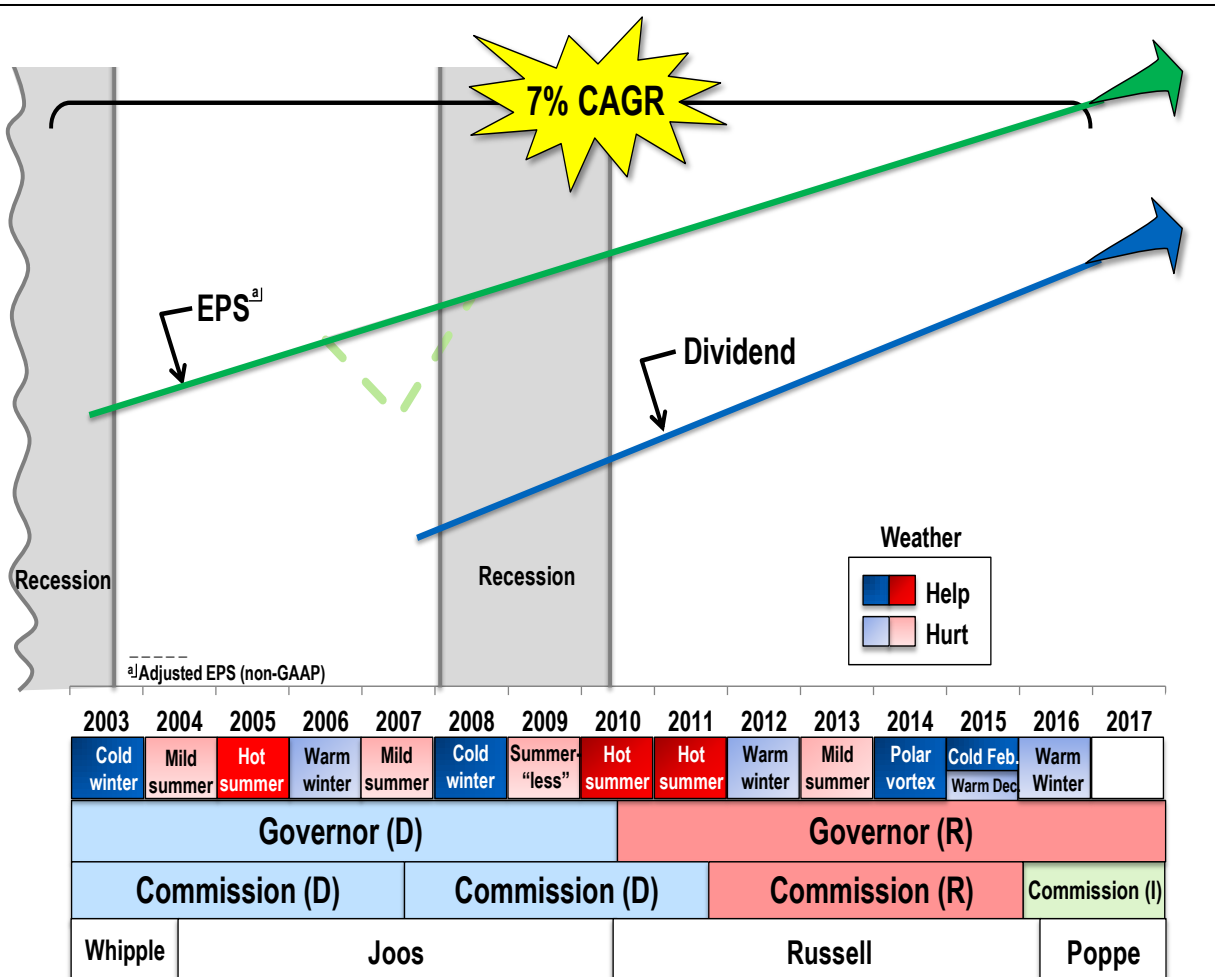 7% CAGR
EPS a⌋
Dividend
Weather
Help
Hurt
Recession
Recession
a⌋Adjusted EPS (non-GAAP)
2003 2004 2005 2006 2007 2008 2009 2010 2011 2012 2013 2014 2015 2016 2017
Cold winter
Mild summer
Hot summer
Warm winter
Mild summer
Cold winter
Summer-
“less”
Hot summer
Hot summer
Warm winter
Mild summer
Polar vortex
Cold Feb.
Warm Dec.
Warm Winter
Governor (D) Governor (R)
Commission (D) Commission (D) Commission (R) Commission (I)
Whipple Joos Russell Poppe